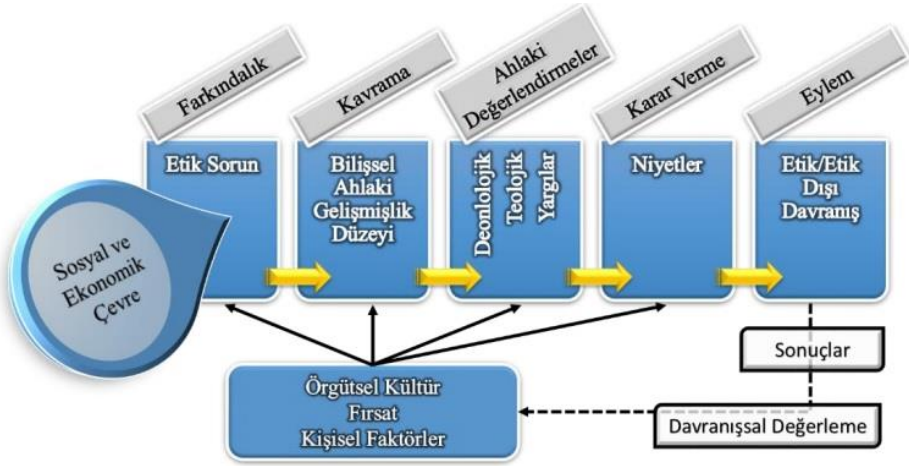 Farkındalık
Kavrama
Ahlaki
Değerlendirmeler
Karar Verme
Eylem
Etik Sorun
Bilişsel
Ahlaki
Gelişmişlik
Düzeyi
Deonlolojik
Teolojik
Yargılar
Niyetler
Etik/Etik
Dışı
Davranış
Sosyal ve
Ekonomik
Çevre
Sonuçlar
Örgütsel Kültür
Fırsat
Kişisel Faktörler
Davranışsal Değerleme